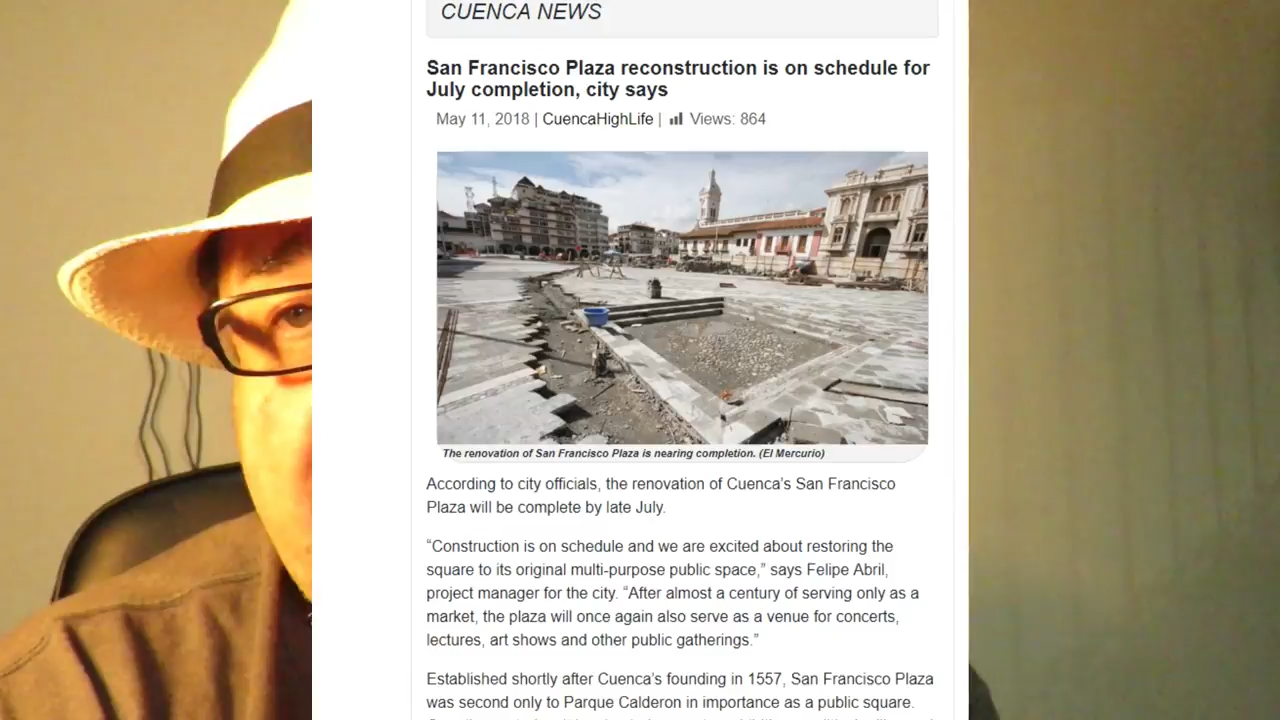 CUENCA NEWS
San Francisco Plaza reconstruction is on schedule for
July completion, city says
May 11, 2018 | CuencaHighLife | Views: 864
The renovation of San Francisco Plaza is nearing completion. (El Mercurio)
According to city officials, the renovation of Cuenca’s San Francisco
Plaza will be complete by late July.
“Construction is on schedule and we are excited about restoring the
square to its original multi-purpose public space,” says Felipe Abril,
project manager for the city. “After almost a century of serving only as a
market, the plaza will once again also serve as a venue for concerts,
lectures, art shows and other public gatherings.”
Established shortly after Cuenca’s founding in 1557, San Francisco Plaza
was second only to Parque Calderon in importance as a public square.